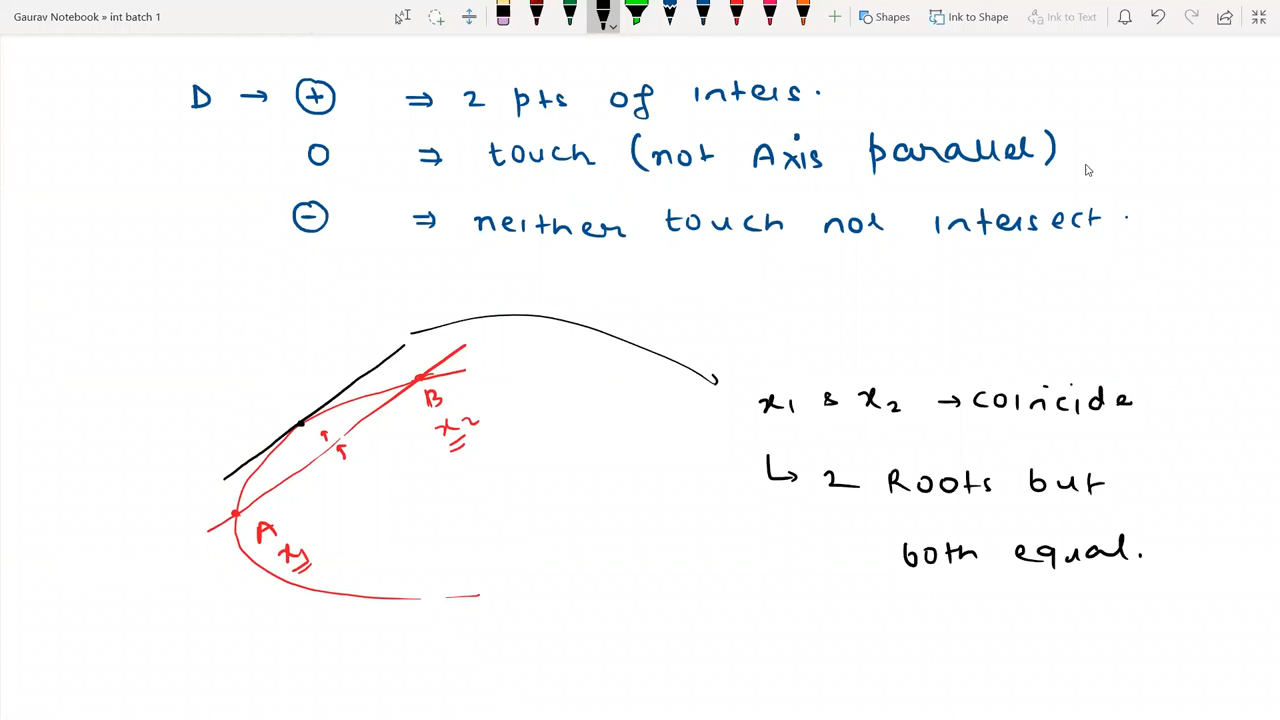 Gaurav Notebook » int batch 1
Shapes
Ink to Shape
Ink to Text
D → + ⇒ 2 pts of inters.
0 ⇒ touch (not Axis parallel)
- ⇒ neither touch nor intersect.
B
x2
A
x1
x1 & x2 → coincide
↳ 2 Roots but
both equal.